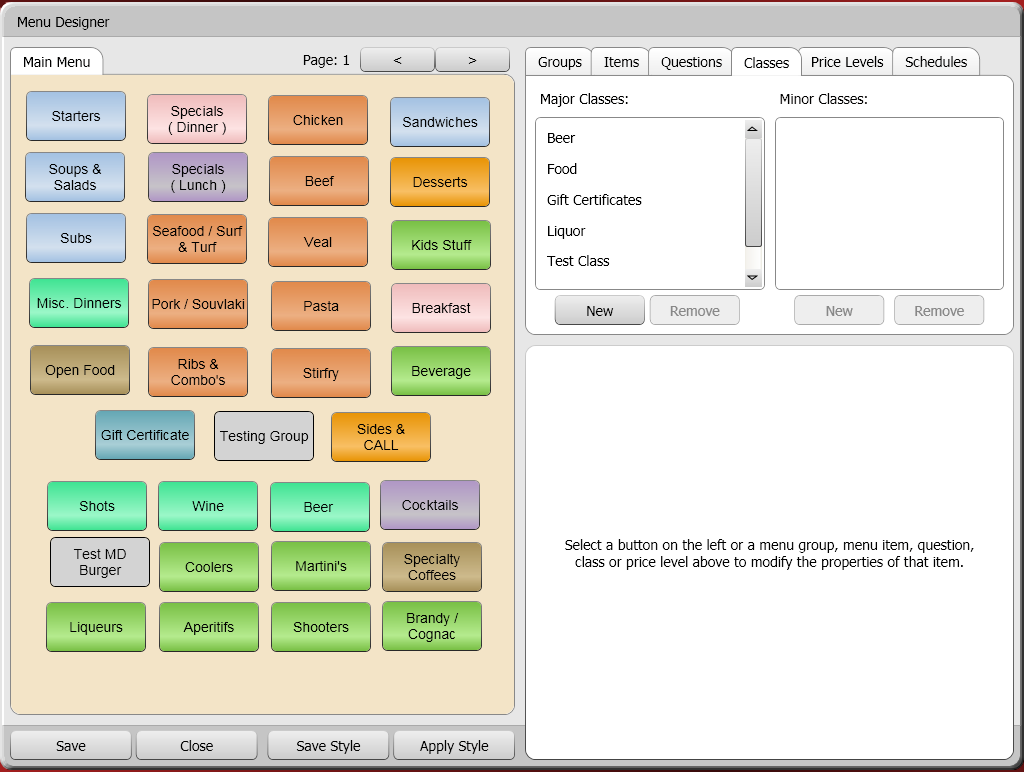 Menu Designer
Main Menu
Page: 1
<
>
Starters
Specials
( Dinner )
Chicken
Sandwiches
Soups &
Salads
Specials
( Lunch )
Beef
Desserts
Subs
Seafood / Surf
& Turf
Veal
Kids Stuff
Misc. Dinners
Pork / Souvlaki
Pasta
Breakfast
Open Food
Ribs &
Combo's
Stirfry
Beverage
Gift Certificate
Testing Group
Sides &
CALL
Shots
Wine
Beer
Cocktails
Test MD
Burger
Coolers
Martini's
Specialty
Coffees
Liqueurs
Aperitifs
Shooters
Brandy /
Cognac
Save
Close
Save Style
Apply Style
Groups
Items
Questions
Classes
Price Levels
Schedules
Major Classes:
Beer
Food
Gift Certificates
Liquor
Test Class
New
Remove
Minor Classes:
New
Remove
Select a button on the left or a menu group, menu item, question,
class or price level above to modify the properties of that item.